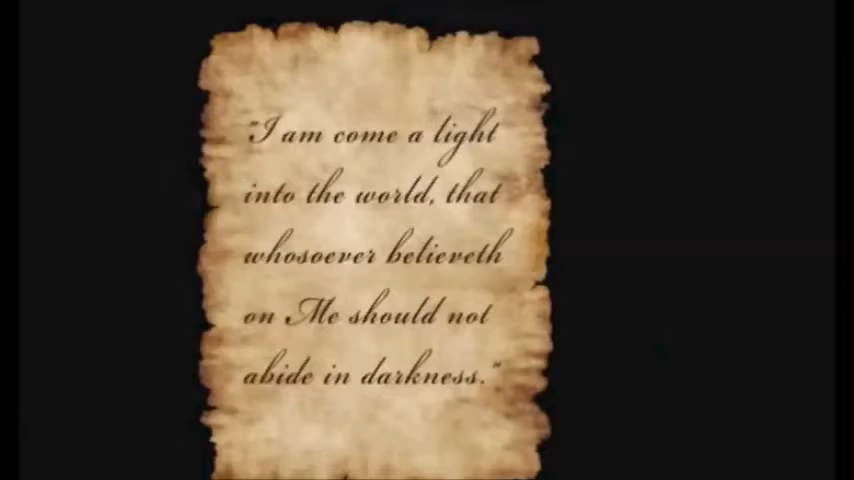 "I am come a light
into the world, that
whosoever believeth
on Me should not
abide in darkness."